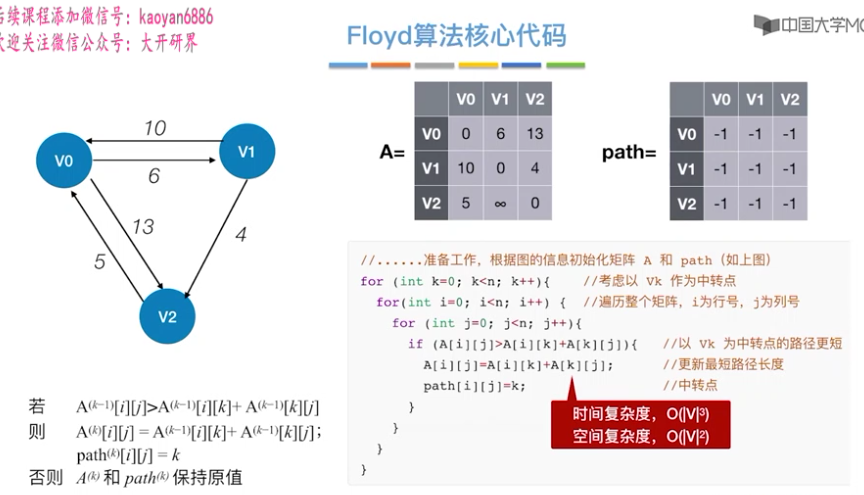 后续课程添加微信号：kaoyan6886
欢迎关注微信公众号：大开研界
Floyd算法核心代码
中国大学MO
10
6
13
5
4
V0
V1
V2
A=
V0 V1 V2
V0 0 6 13
V1 10 0 4
V2 5 ∞ 0
path=
V0 V1 V2
V0 -1 -1 -1
V1 -1 -1 -1
V2 -1 -1 -1
//......准备工作，根据图的信息初始化矩阵 A 和 path（如上图）
for (int k=0; k<n; k++){ //考虑以 Vk 作为中转点
for(int i=0; i<n; i++) { //遍历整个矩阵，i为行号，j为列号
for (int j=0; j<n; j++){
if (A[i][j]>A[i][k]+A[k][j]){ //以 Vk 为中转点的路径更短
A[i][j]=A[i][k]+A[k][j]; //更新最短路径长度
path[i][j]=k; //中转点
}
}
}
}
时间复杂度，O(|V|³)
空间复杂度，O(|V|²)
若 A⁽ᵏ⁻¹⁾[i][j]>A⁽ᵏ⁻¹⁾[i][k]+ A⁽ᵏ⁻¹⁾[k][j]
则 A⁽ᵏ⁾[i][j] = A⁽ᵏ⁻¹⁾[i][k]+ A⁽ᵏ⁻¹⁾[k][j]；
path⁽ᵏ⁾[i][j] = k
否则 A⁽ᵏ⁾ 和 path⁽ᵏ⁾ 保持原值